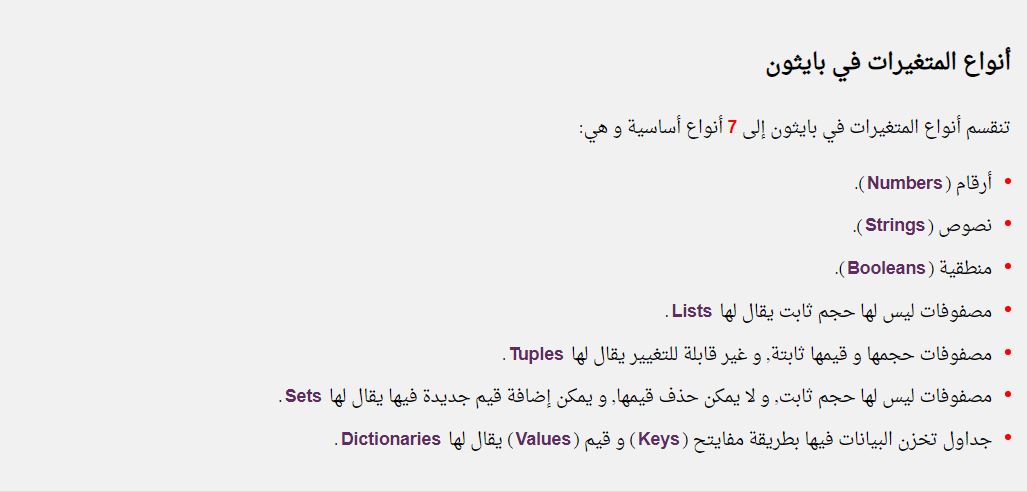 أنواع المتغيرات في بايثون
تنقسم أنواع المتغيرات في بايثون إلى 7 أنواع أساسية و هي:
أرقام ( Numbers ).
نصوص ( Strings ).
منطقية ( Booleans ).
مصفوفات ليس لها حجم ثابت يقال لها Lists .
مصفوفات حجمها و قيمها ثابتة, و غير قابلة للتغيير يقال لها Tuples .
مصفوفات ليس لها حجم ثابت, و لا يمكن حذف قيمها, و يمكن إضافة قيم جديدة فيها يقال لها Sets .
جداول تخزن البيانات فيها بطريقة مفايتح ( Keys ) و قيم ( Values ) يقال لها Dictionaries .